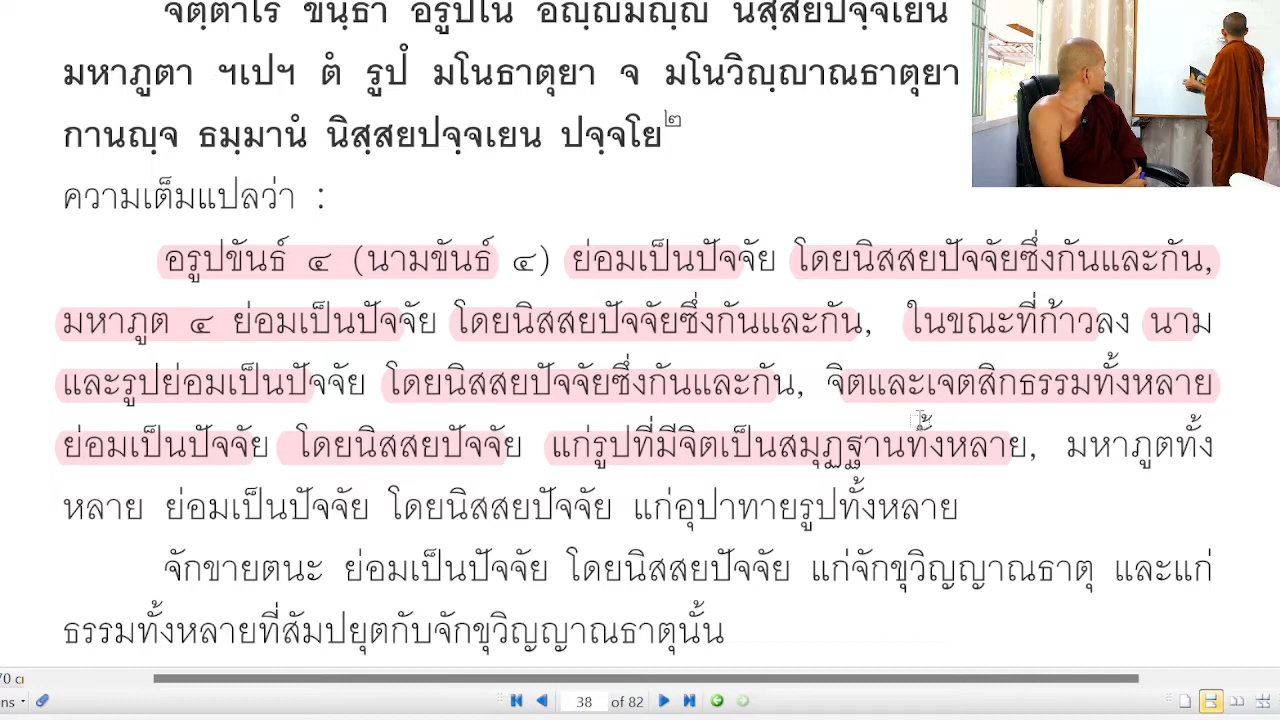 จตฺตาโร ขนฺธา อรูปิโน อญฺญมญฺญํ นิสฺสยปจฺจเยน
มหาภูตา ฯเปฯ ตํ รูปํ มโนธาตุยา จ มโนวิญฺญาณธาตุยา
กานญฺจ ธมฺมานํ นิสฺสยปจฺจเยน ปจฺจโย๒
ความเต็มแปลว่า :
อรูปขันธ์ ๔ (นามขันธ์ ๔) ย่อมเป็นปัจจัย โดยนิสสยปัจจัยซึ่งกันและกัน,
มหาภูต ๔ ย่อมเป็นปัจจัย โดยนิสสยปัจจัยซึ่งกันและกัน, ในขณะที่ก้าวลง นาม
และรูปย่อมเป็นปัจจัย โดยนิสสยปัจจัยซึ่งกันและกัน, จิตและเจตสิกธรรมทั้งหลาย
ย่อมเป็นปัจจัย โดยนิสสยปัจจัย แก่รูปที่มีจิตเป็นสมุฏฐานทั้งหลาย, มหาภูตทั้ง
หลาย ย่อมเป็นปัจจัย โดยนิสสยปัจจัย แก่อุปาทายรูปทั้งหลาย
จักขายตนะ ย่อมเป็นปัจจัย โดยนิสสยปัจจัย แก่จักขุวิญญาณธาตุ และแก่
ธรรมทั้งหลายที่สัมปยุตกับจักขุวิญญาณธาตุนั้น
38 of 82